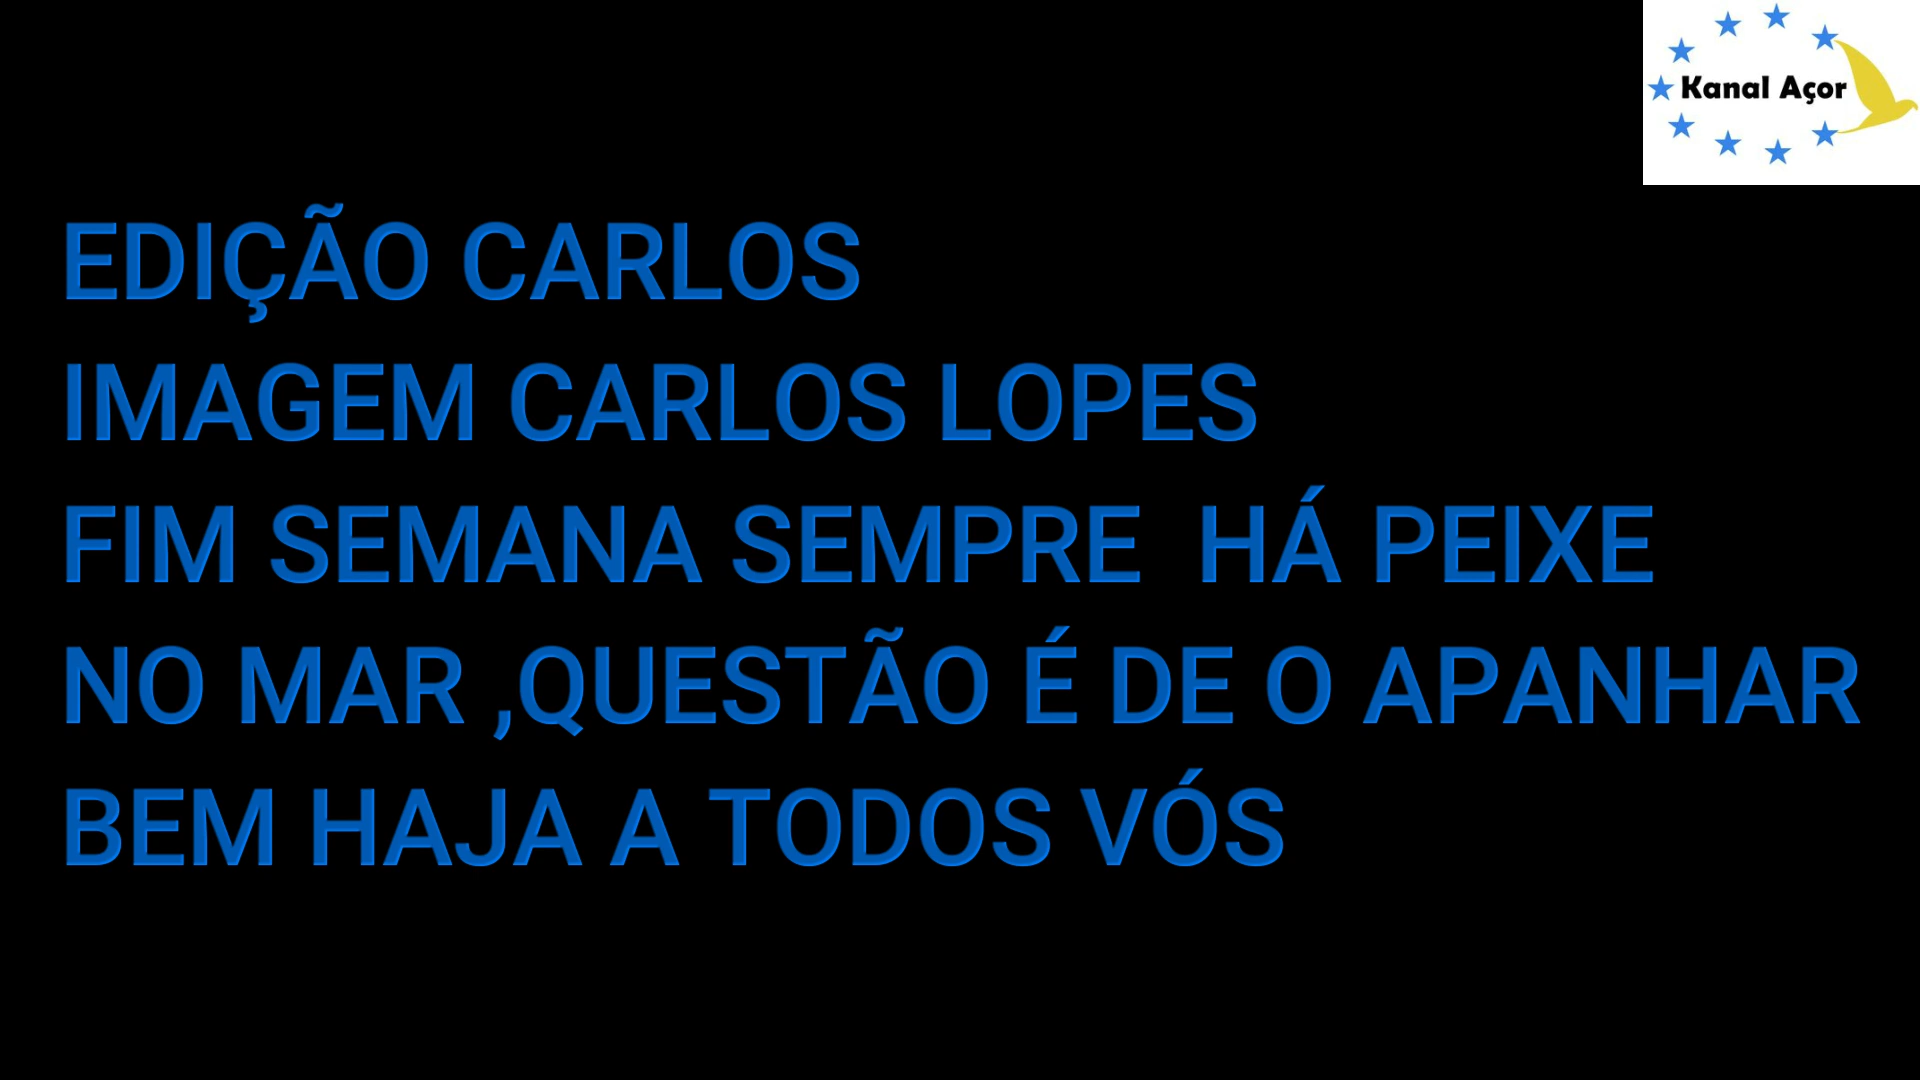 Kanal Açor
EDIÇÃO CARLOS
IMAGEM CARLOS LOPES
FIM SEMANA SEMPRE  HÁ PEIXE
NO MAR ,QUESTÃO É DE O APANHAR
BEM HAJA A TODOS VÓS